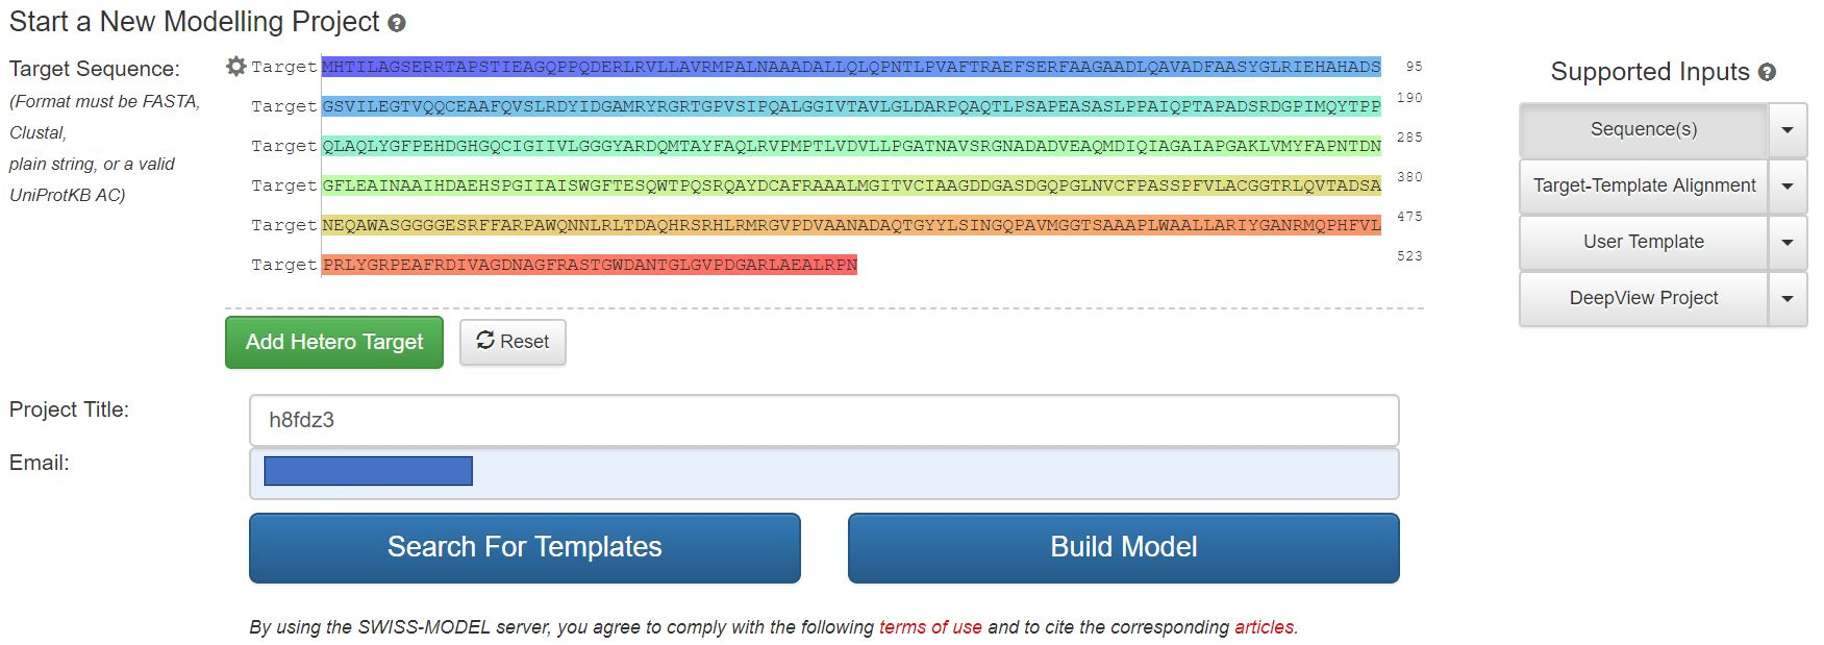 Start a New Modelling Project
Target Sequence:
(Format must be FASTA,
Clustal,
plain string, or a valid
UniProtKB AC)
Target MHTILAGSERRTAPSTIEAGQPPQDERLRVLLAVRMPALNAAADALLQLQPNTLPVAFTRAEFSERFAAGAADLQAVADFAASYGLRIEHAHADS 95
Target GSVILEGTVQQCEAAFQVSLRDYIDGAMRYRGRTGPVSIPQALGGIVTAVLGLDARPQAQTLPSAPEASASLPPAIQPTAPADSRDGPIMQYTPP 190
Target QLAQLYGFPEHDGHGQCIGIIVLGGGYARDQMTAYFAQLRVPMPTLVDVLLPGATNAVSRGNADADVEAQMDIQIAGAIAPGAKLVMYFAPNTDN 285
Target GFLEAINAAIHDAEHSPGIIAISWGFTESQWTPQSRQAYDCAFRAAALMGITVCIAAGDDGASDGQPGLNVCFPASSPFVLACGGTRLQVTADSA 380
Target NEQAWASGGGGESRFFARPAWQNNLRLTDAQHRSRHLRMRGVPDVAANADAQTGYYLSINGQPAVMGGTSAAAPLWAALLARIYGANRMQPHFVL 475
Target PRLYGRPEAFRDIVAGDNAGFRASTGWDANTGLGVPDGARLAEALRPN 523
Add Hetero Target
Reset
Project Title:
h8fdz3
Email:
Search For Templates
Build Model
By using the SWISS-MODEL server, you agree to comply with the following terms of use and to cite the corresponding articles.
Supported Inputs
Sequence(s)
Target-Template Alignment
User Template
DeepView Project